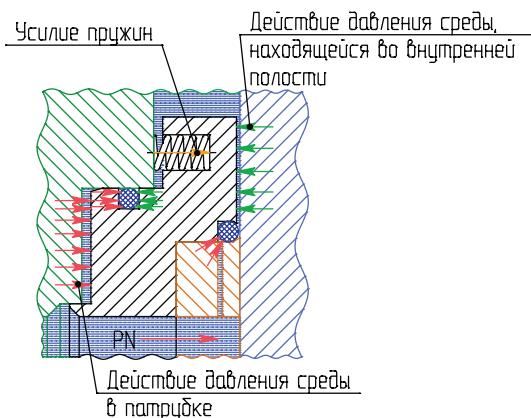 Усилие пружин
Действие давления среды,
находящейся во внутренней
полости
PN
Действие давления среды
в патрубке